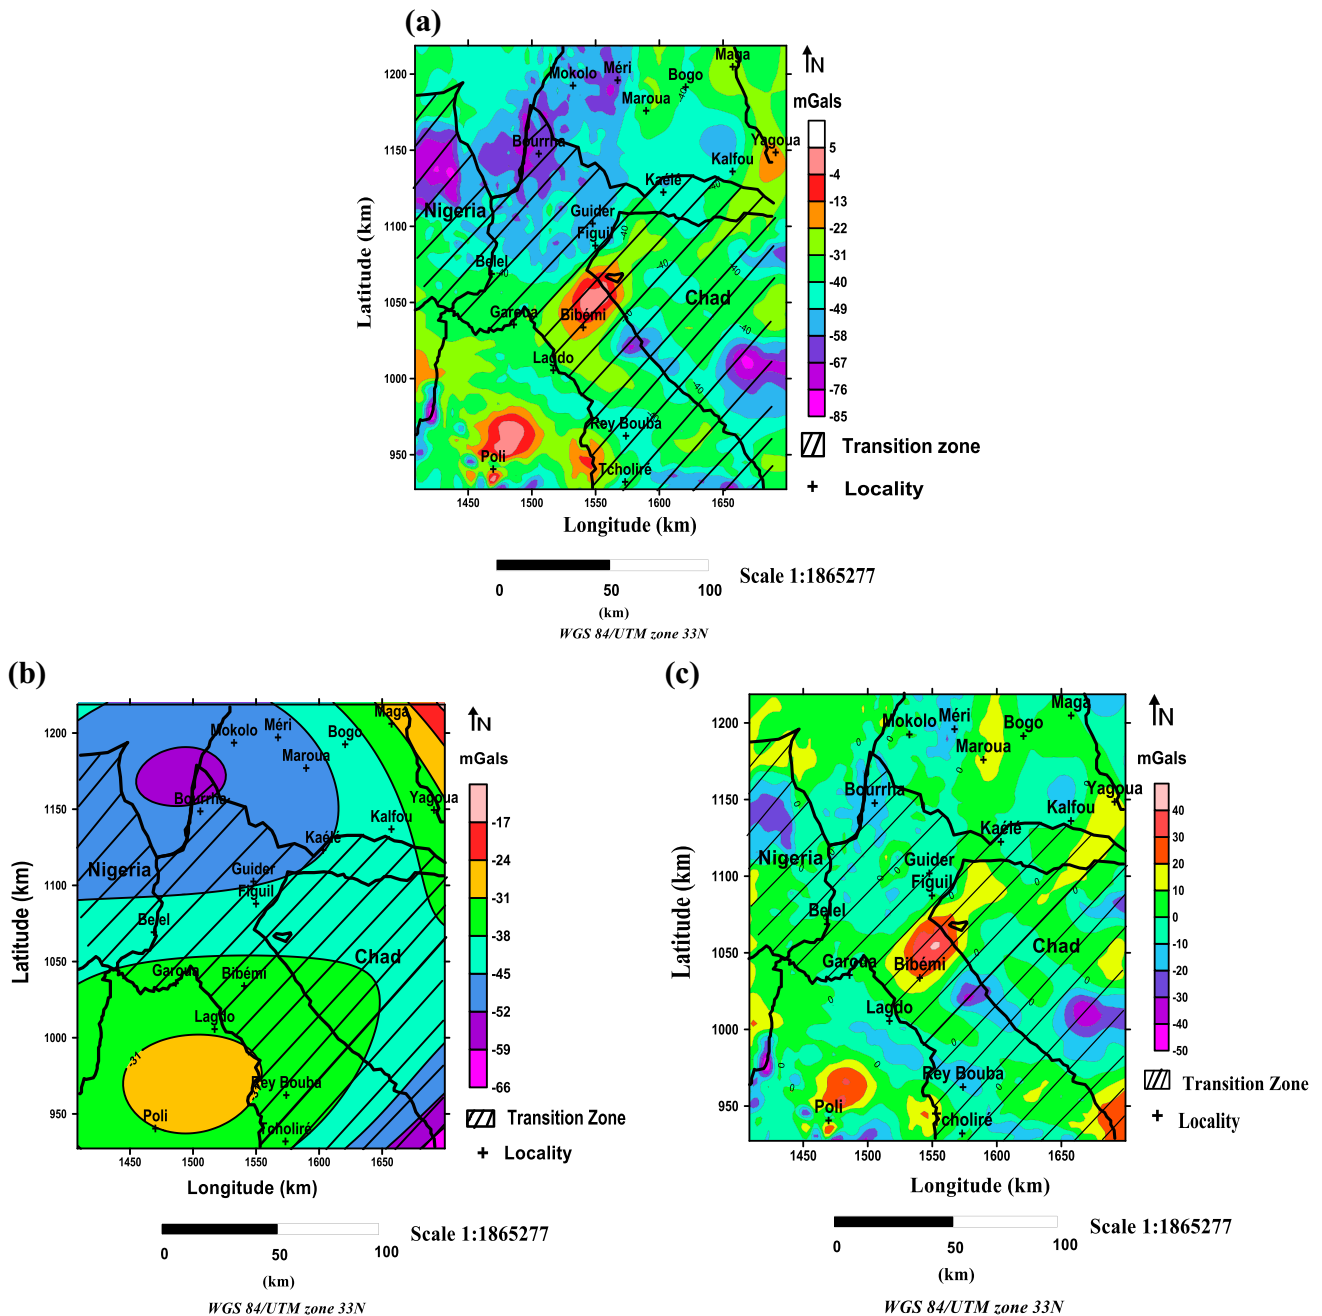 (a)
N
mGals
5
-4
-13
-22
-31
-40
-49
-58
-67
-76
-85
Transition zone
Locality
Latitude (km)
1200
1150
1100
1050
1000
950
1450
1500
1550
1600
1650
Longitude (km)
Maga
Mokolo
Méri
Bogo
Maroua
-40
Yagoua
Bourrha
Kalfou
Kaélé
-40
Nigeria
Guider
Figuil
-40
Belel
-40
-40
-40
Chad
Garoua
Bibémi
-40
Lagdo
-40
Rey Bouba
Poli
Tcholiré
0
50
100
(km)
Scale 1:1865277
WGS 84/UTM zone 33N
(b)
N
mGals
-17
-24
-31
-38
-45
-52
-59
-66
Transition Zone
Locality
Latitude (km)
1200
1150
1100
1050
1000
950
1450
1500
1550
1600
1650
Longitude (km)
Maga
Mokolo
Méri
Bogo
Maroua
Yagoua
Bourrha
Kalfou
Kaélé
Nigeria
Guider
Figuil
Belel
Chad
Garoua
Bibémi
Lagdo
-31
Rey Bouba
Poli
Tcholiré
0
50
100
(km)
Scale 1:1865277
WGS 84/UTM zone 33N
(c)
N
mGals
40
30
20
10
0
-10
-20
-30
-40
-50
Transition Zone
Locality
Latitude (km)
1200
1150
1100
1050
1000
950
1450
1500
1550
1600
1650
Longitude (km)
Maga
Mokolo
Méri
Bogo
Maroua
Yagoua
Bourrha
Kalfou
Kaélé
Nigeria
Guider
Figuil
Belel
Chad
Garoua
Bibémi
Lagdo
Rey Bouba
Poli
Tcholiré
0
50
100
(km)
Scale 1:1865277
WGS 84/UTM zone 33N